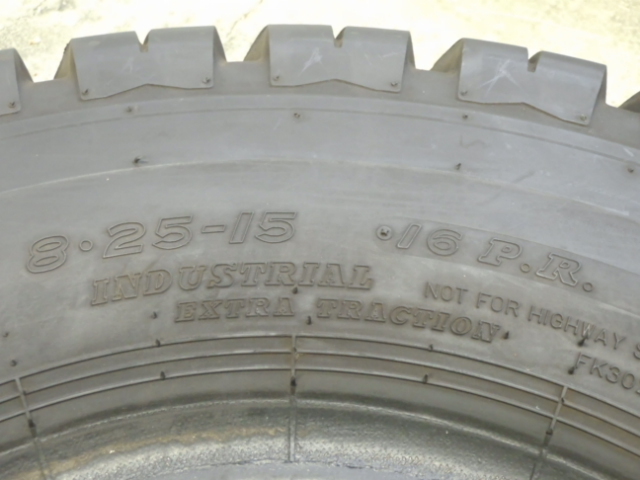 8·25-15 ·16 P.R.
INDUSTRIAL
EXTRA TRACTION
NOT FOR HIGHWAY